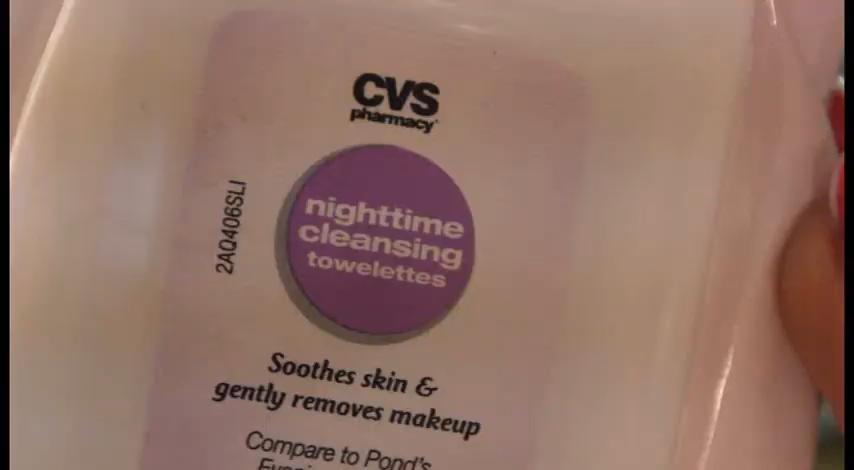 CVS
pharmacy
nighttime
cleansing
towelettes
2AQ406SLI
Soothes skin &
gently removes makeup
Compare to Pond's